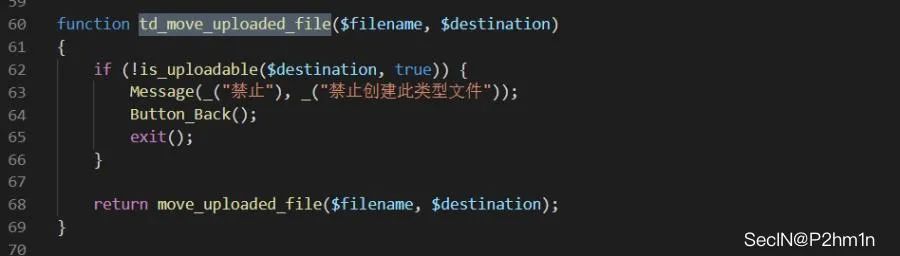 59
60 function td_move_uploaded_file($filename, $destination)
61 {
62     if (!is_uploadable($destination, true)) {
63         Message(_("禁止"), _("禁止创建此类型文件"));
64         Button_Back();
65         exit();
66     }
67
68     return move_uploaded_file($filename, $destination);
69 }
70
SecIN@P2hm1n